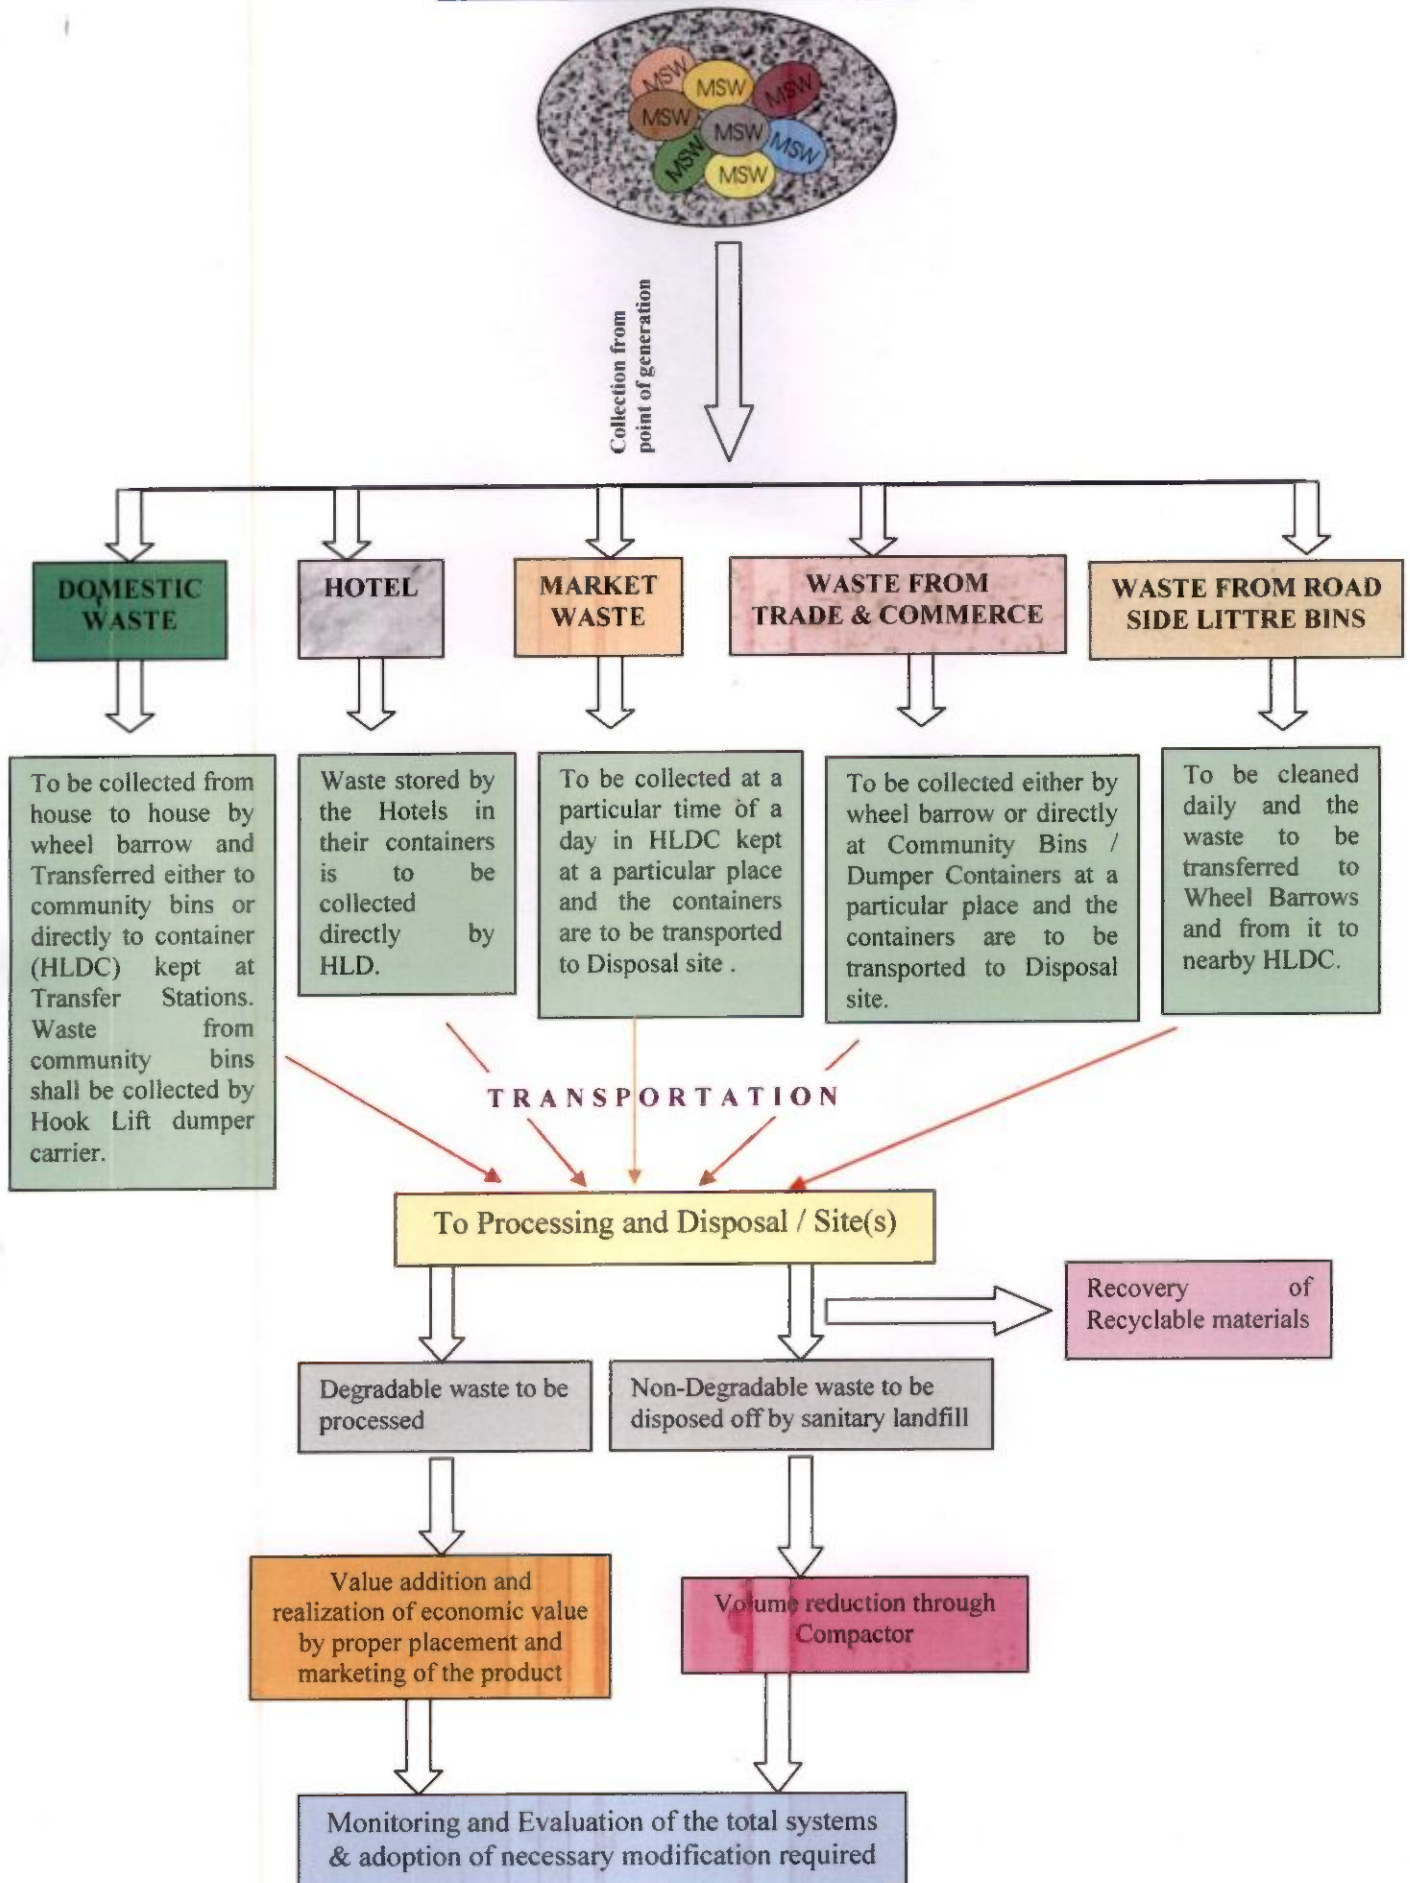 MSW
MSW
MSW
MSW
MSW
MSW
MSW
MSW
Collection from
point of generation
DOMESTIC
WASTE
HOTEL
MARKET
WASTE
WASTE FROM
TRADE & COMMERCE
WASTE FROM ROAD
SIDE LITTRE BINS
To be collected from
house to house by
wheel barrow and
Transferred either to
community bins or
directly to container
(HLDC) kept at
Transfer Stations.
Waste from
community bins
shall be collected by
Hook Lift dumper
carrier.
Waste stored by
the Hotels in
their containers
is to be
collected
directly by
HLD.
To be collected at a
particular time of a
day in HLDC kept
at a particular place
and the containers
are to be transported
to Disposal site .
To be collected either by
wheel barrow or directly
at Community Bins /
Dumper Containers at a
particular place and the
containers are to be
transported to Disposal
site.
To be cleaned
daily and the
waste to be
transferred to
Wheel Barrows
and from it to
nearby HLDC.
TRANSPORTATION
To Processing and Disposal / Site(s)
Recovery of
Recyclable materials
Degradable waste to be
processed
Non-Degradable waste to be
disposed off by sanitary landfill
Value addition and
realization of economic value
by proper placement and
marketing of the product
Volume reduction through
Compactor
Monitoring and Evaluation of the total systems
& adoption of necessary modification required